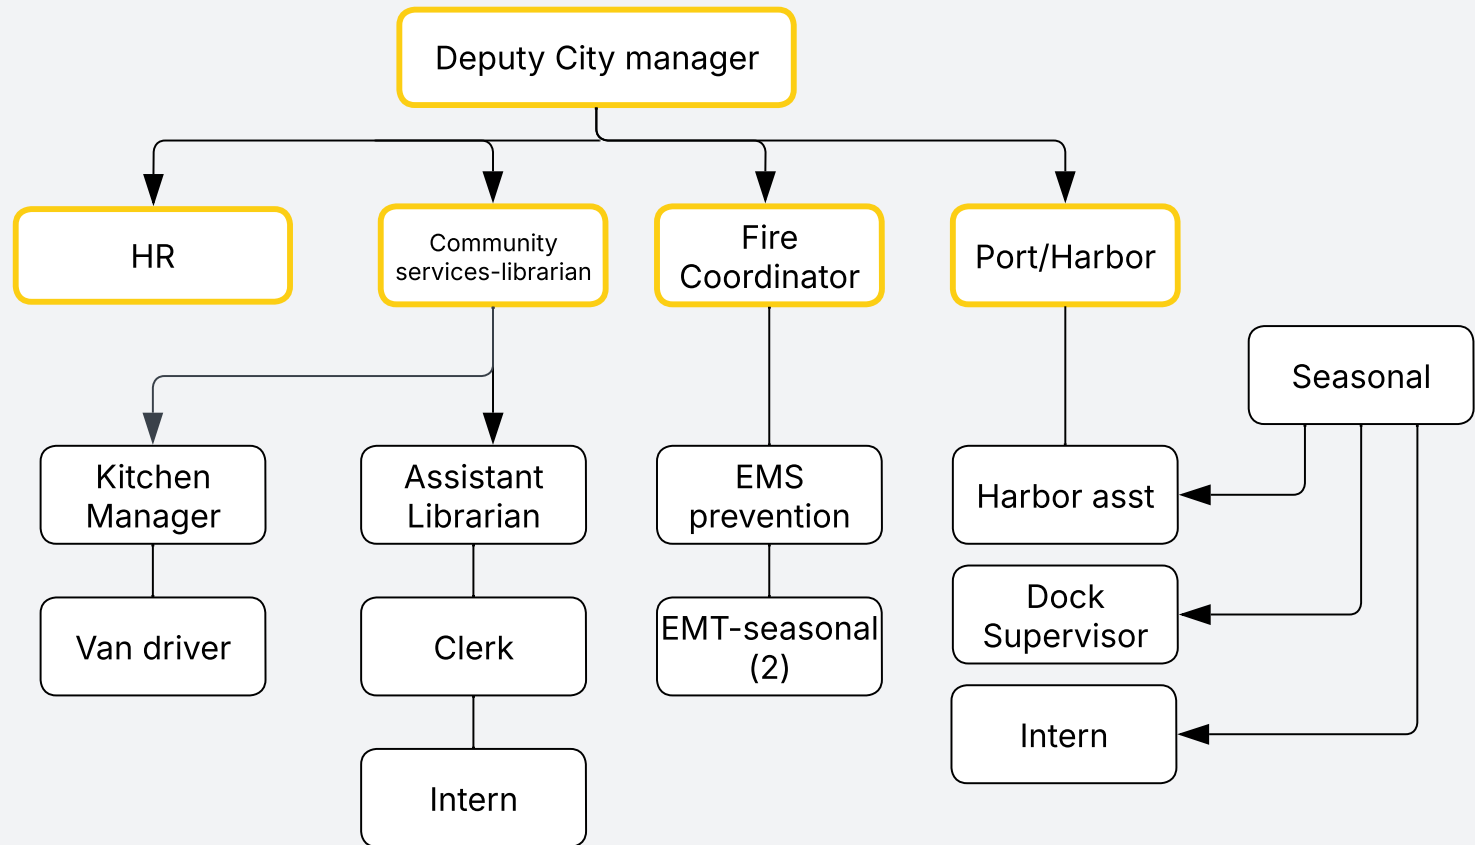 Deputy City manager
HR
Community
services-librarian
Fire
Coordinator
Port/Harbor
Seasonal
Kitchen
Manager
Assistant
Librarian
EMS
prevention
Harbor asst
Dock
Supervisor
Van driver
Clerk
EMT-seasonal
(2)
Intern
Intern